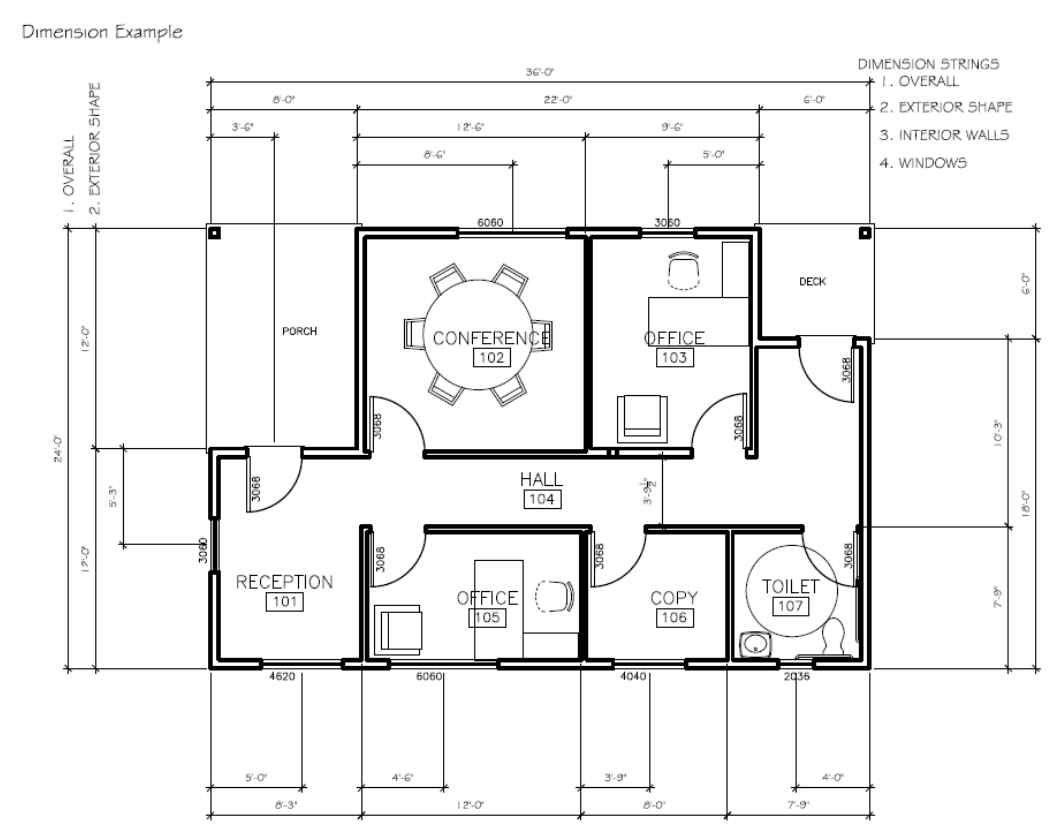 Dimension Example
DIMENSION STRINGS
1. OVERALL
2. EXTERIOR SHAPE
3. INTERIOR WALLS
4. WINDOWS
1. OVERALL
2. EXTERIOR SHAPE
36'-0"
8'-0"
22'-0"
6'-0"
3'-6"
12'-6"
9'-6"
8'-6"
5'-0"
6060
3060
DECK
6'-0"
PORCH
12'-0"
CONFERENCE
102
OFFICE
103
3068
3068
3068
10'-3"
24'-0"
HALL
104
3'-9½"
5'-3"
3068
18'-0"
3060
12'-0"
3068
3068
3068
RECEPTION
101
OFFICE
105
COPY
106
TOILET
107
7'-9"
4620
6060
4040
2036
5'-0"
4'-6"
3'-9"
4'-0"
8'-3"
12'-0"
8'-0"
7'-9"